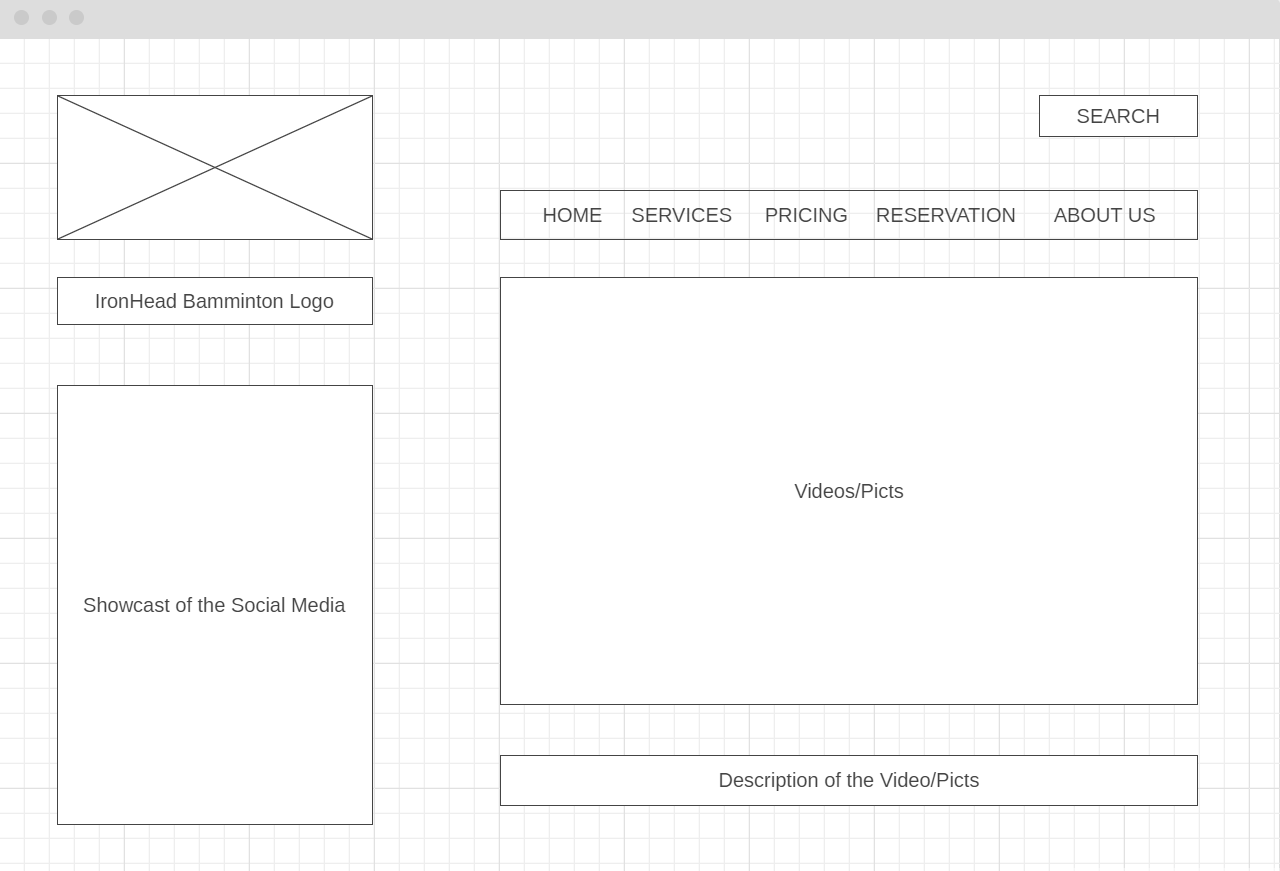 SEARCH
HOME SERVICES PRICING RESERVATION ABOUT US
IronHead Bamminton Logo
Videos/Picts
Showcast of the Social Media
Description of the Video/Picts